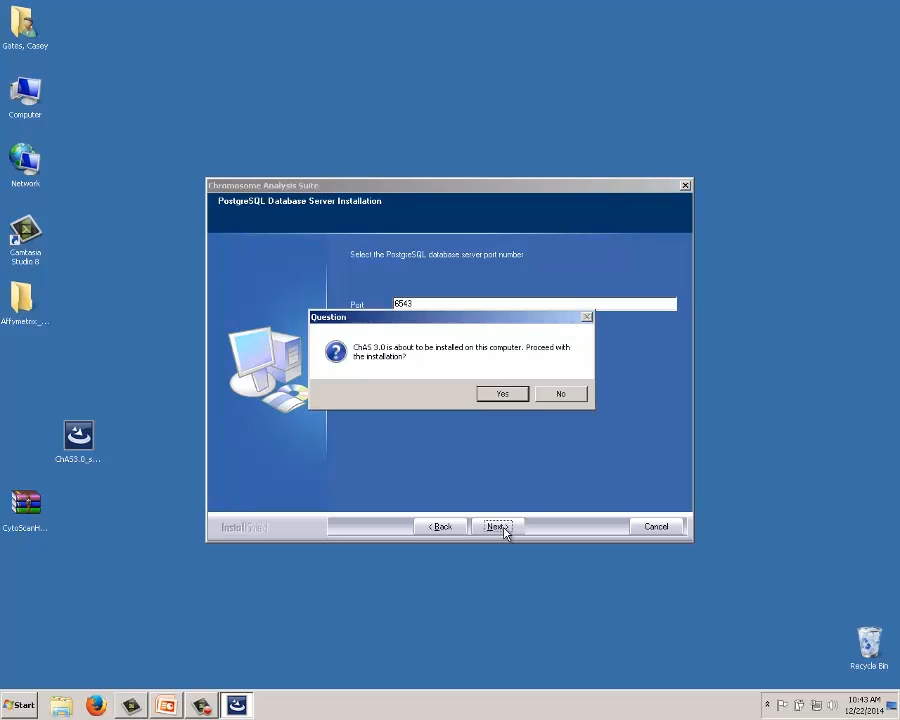 Gates, Casey
Computer
Network
Camtasia
Studio 8
Affymetrix_...
ChAS3.0_s...
CytoScanH...
Chromosome Analysis Suite
PostgreSQL Database Server Installation
Select the PostgreSQL database server port number
Port
6543
Question
ChAS 3.0 is about to be installed on this computer. Proceed with
the installation?
Yes
No
InstallShield
< Back
Next >
Cancel
Recycle Bin
Start
10:43 AM
12/22/2014